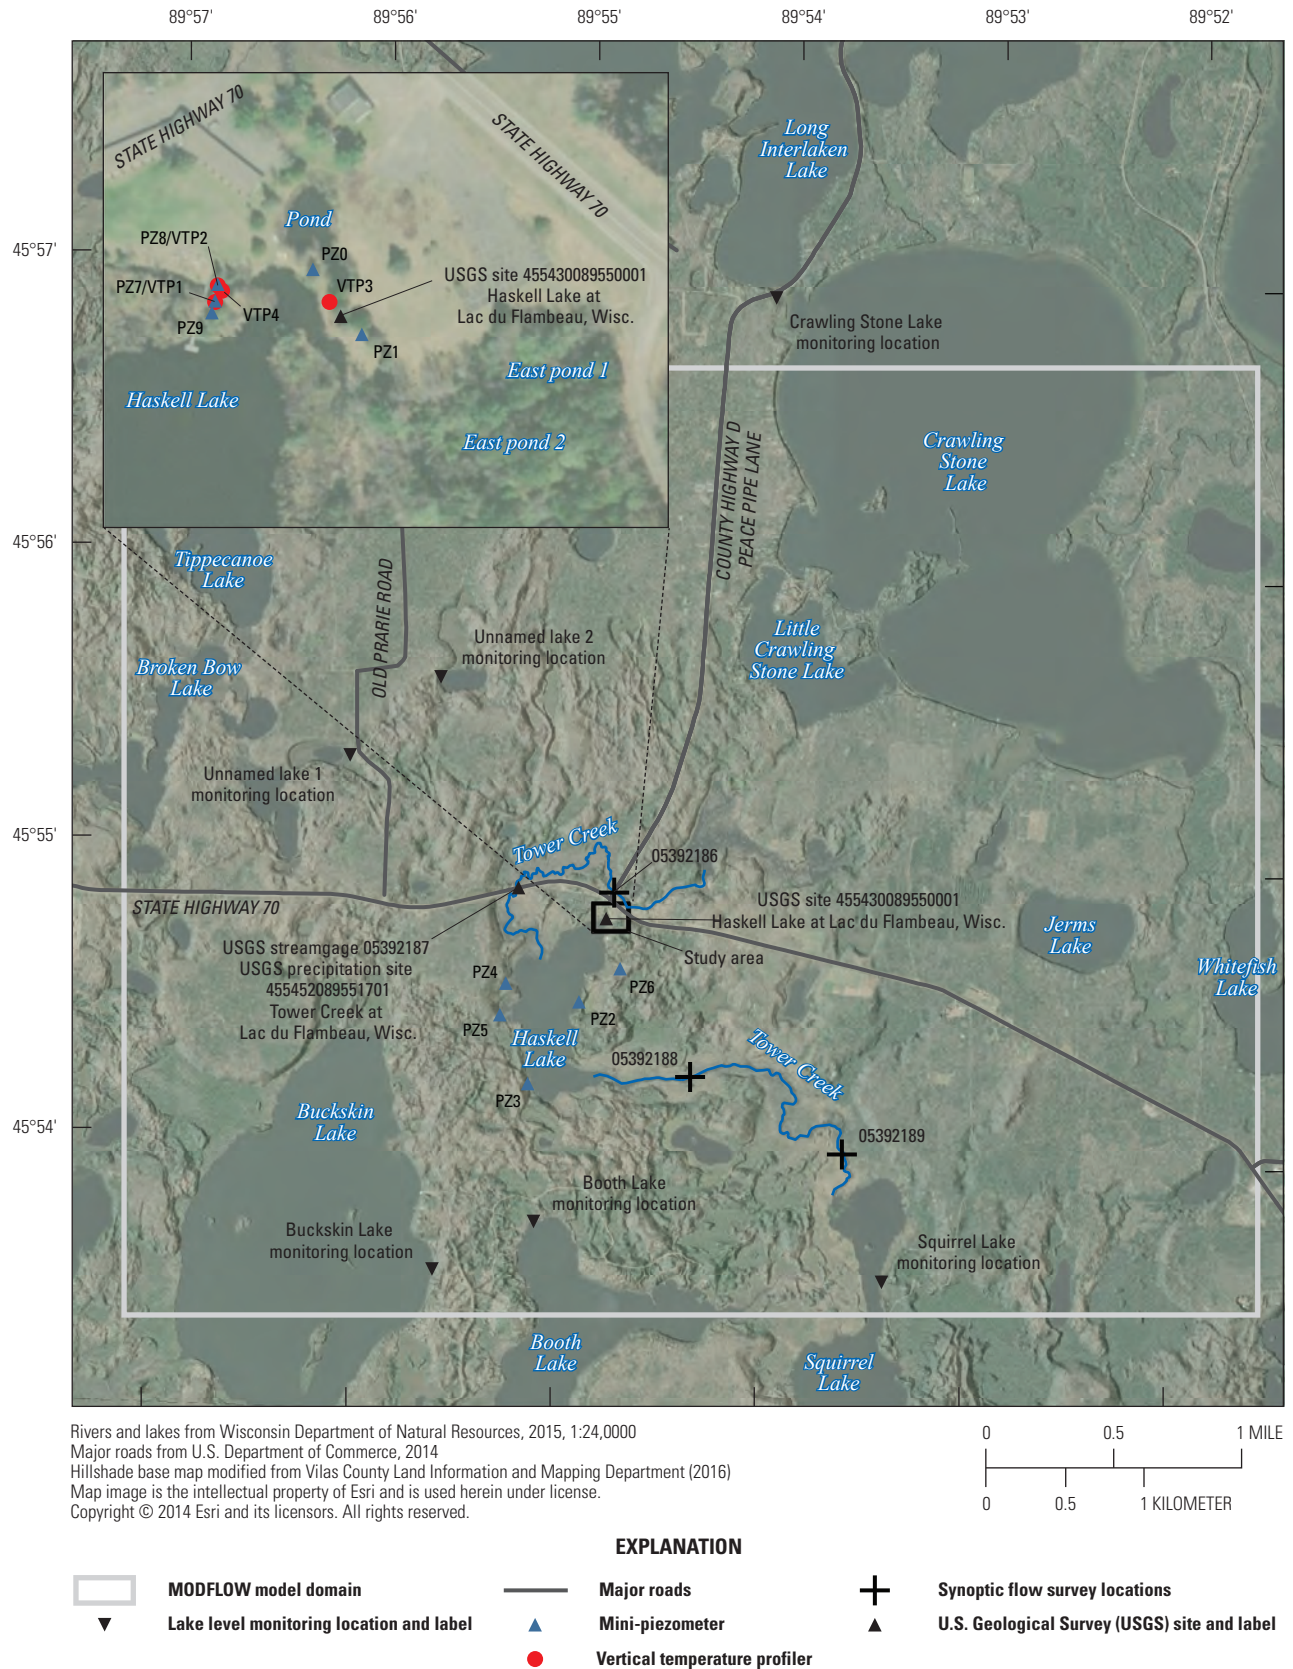 89°57'
89°56'
89°55'
89°54'
89°53'
89°52'
45°57'
45°56'
45°55'
45°54'
STATE HIGHWAY 70
STATE HIGHWAY 70
Pond
PZ8/VTP2
PZ0
PZ7/VTP1
VTP3
VTP4
PZ9
PZ1
USGS site 455430089550001
Haskell Lake at
Lac du Flambeau, Wisc.
Haskell Lake
East pond 1
East pond 2
Long
Interlaken
Lake
Crawling Stone Lake
monitoring location
Crawling
Stone
Lake
COUNTY HIGHWAY D
PEACE PIPE LANE
Tippecanoe
Lake
OLD PRARIE ROAD
Unnamed lake 2
monitoring location
Little
Crawling
Stone Lake
Broken Bow
Lake
Unnamed lake 1
monitoring location
Tower Creek
05392186
STATE HIGHWAY 70
USGS site 455430089550001
Haskell Lake at Lac du Flambeau, Wisc.
Study area
Jerms
Lake
Whitefish
Lake
USGS streamgage 05392187
USGS precipitation site
455452089551701
Tower Creek at
Lac du Flambeau, Wisc.
PZ4
PZ6
PZ5
PZ2
Haskell
Lake
05392188
Tower Creek
PZ3
Buckskin
Lake
05392189
Booth Lake
monitoring location
Buckskin Lake
monitoring location
Squirrel Lake
monitoring location
Booth
Lake
Squirrel
Lake
Rivers and lakes from Wisconsin Department of Natural Resources, 2015, 1:24,0000
Major roads from U.S. Department of Commerce, 2014
Hillshade base map modified from Vilas County Land Information and Mapping Department (2016)
Map image is the intellectual property of Esri and is used herein under license.
Copyright © 2014 Esri and its licensors. All rights reserved.
0 0.5 1 MILE
0 0.5 1 KILOMETER
EXPLANATION
MODFLOW model domain
Major roads
Synoptic flow survey locations
Lake level monitoring location and label
Mini-piezometer
U.S. Geological Survey (USGS) site and label
Vertical temperature profiler